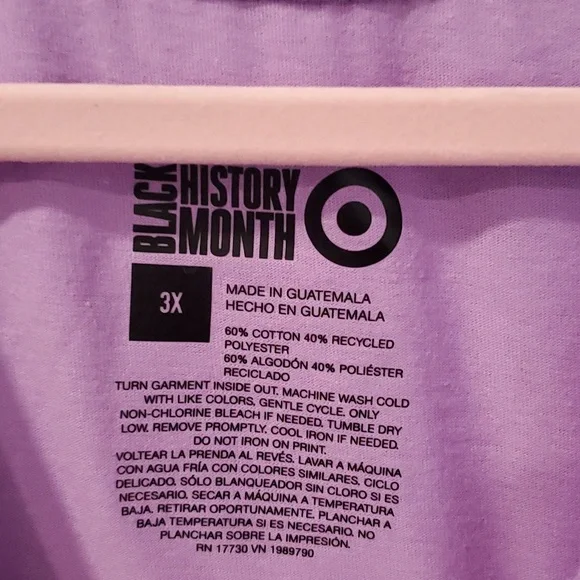 BLACK
HISTORY
MONTH
3X
MADE IN GUATEMALA
HECHO EN GUATEMALA
60% COTTON 40% RECYCLED
POLYESTER
60% ALGODÓN 40% POLIÉSTER
RECICLADO
TURN GARMENT INSIDE OUT. MACHINE WASH COLD
WITH LIKE COLORS, GENTLE CYCLE. ONLY
NON-CHLORINE BLEACH IF NEEDED. TUMBLE DRY
LOW. REMOVE PROMPTLY. COOL IRON IF NEEDED.
DO NOT IRON ON PRINT.
VOLTEAR LA PRENDA AL REVÉS. LAVAR A MÁQUINA
CON AGUA FRÍA CON COLORES SIMILARES, CICLO
DELICADO. SÓLO BLANQUEADOR SIN CLORO SI ES
NECESARIO. SECAR A MÁQUINA A TEMPERATURA
BAJA. RETIRAR OPORTUNAMENTE. PLANCHAR A
BAJA TEMPERATURA SI ES NECESARIO. NO
PLANCHAR SOBRE LA IMPRESIÓN.
RN 17730 VN 1989790